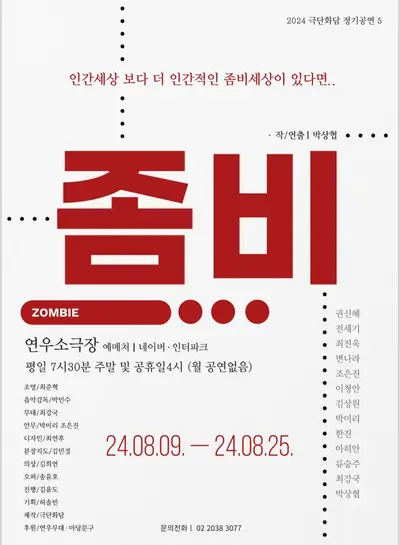 2024 극단화담 정기공연 5
인간세상 보다 더 인간적인 좀비세상이 있다면..
· 작/연출 | 박상협
좀비
ZOMBIE
연우소극장 예매처 | 네이버 · 인터파크
평일 7시30분 주말 및 공휴일4시 (월 공연없음)
조명/최준혁
음악감독/박민수
무대/최강국
안무/박미리 조은진
디자인/최연후
분장지도/김민경
의상/김희연
오퍼/송윤호
진행/김윤도
기획/허솔빈
제작/극단화담
후원/연우무대 · 마당문구
24.08.09. — 24.08.25.
문의전화 | 02 2038 3077
권신혜
전세기
최진욱
변나라
조은진
이청안
김상원
박미리
한진
아히안
류승주
최강국
박상협